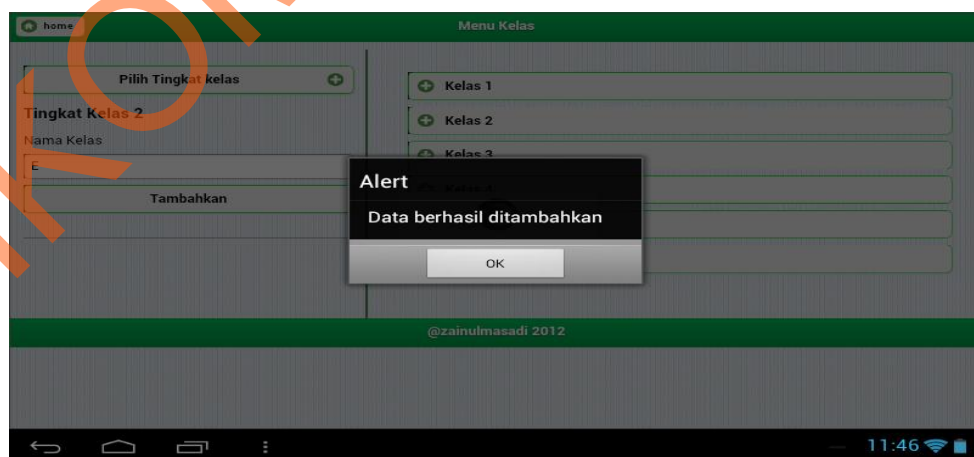 home
Menu Kelas
Pilih Tingkat kelas
Tingkat Kelas 2
Nama Kelas
E
Tambahkan
Kelas 1
Kelas 2
Kelas 3
Alert
Data berhasil ditambahkan
OK
@zainulmasadi 2012
11:46